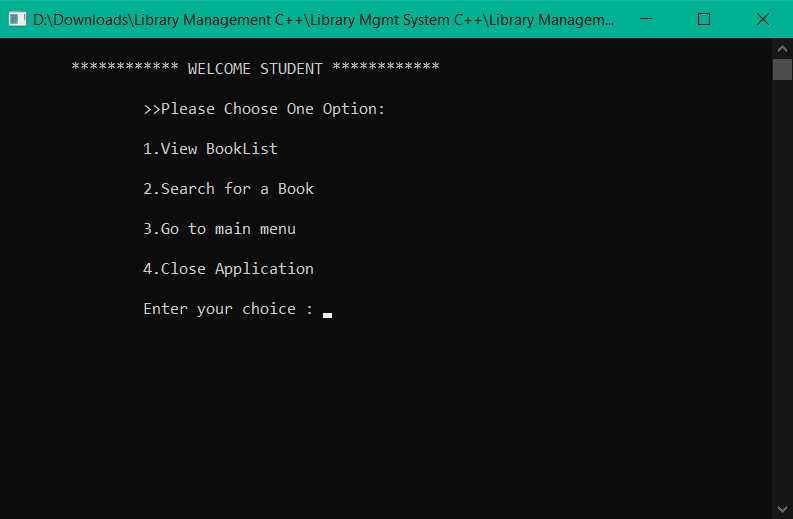 D:\Downloads\Library Management C++\Library Mgmt System C++\Library Managem...
************ WELCOME STUDENT ************
>>Please Choose One Option:
1.View BookList
2.Search for a Book
3.Go to main menu
4.Close Application
Enter your choice :